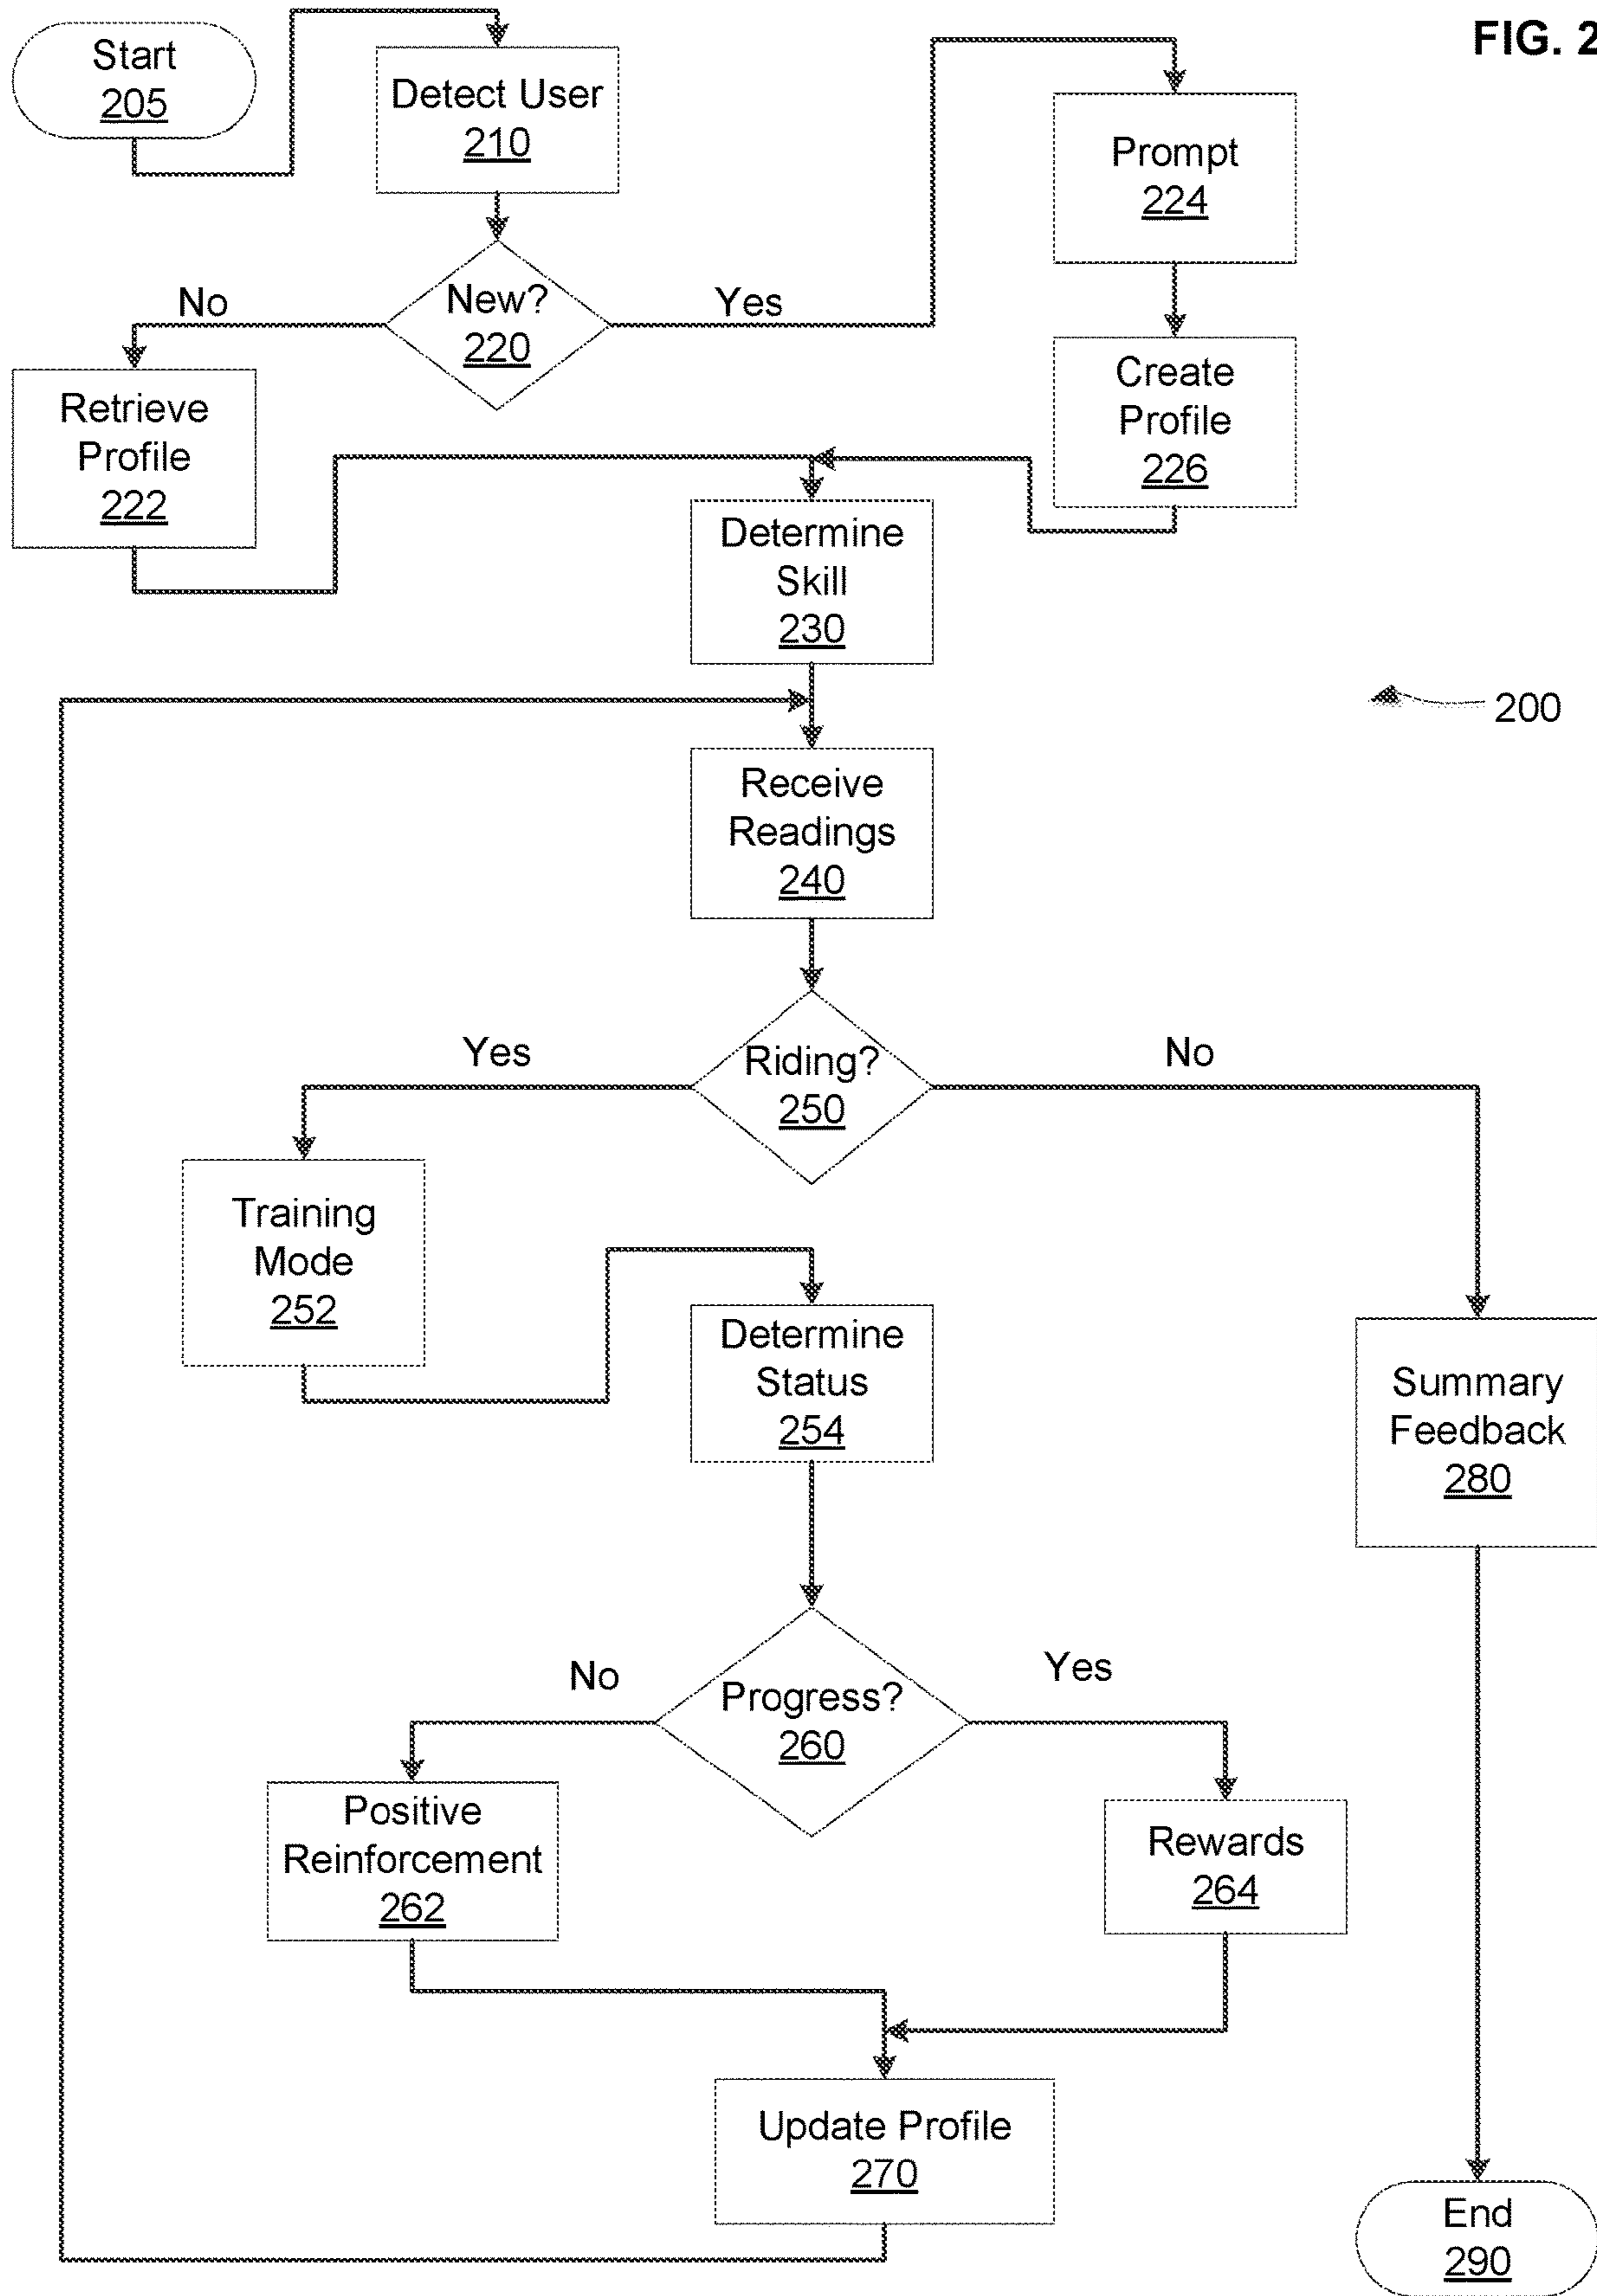 FIG. 2
Start
205
Detect User
210
Prompt
224
No
New?
220
Yes
Create
Profile
226
Retrieve
Profile
222
Determine
Skill
230
200
Receive
Readings
240
Yes
Riding?
250
No
Training
Mode
252
Determine
Status
254
Summary
Feedback
280
No
Progress?
260
Yes
Positive
Reinforcement
262
Rewards
264
Update Profile
270
End
290